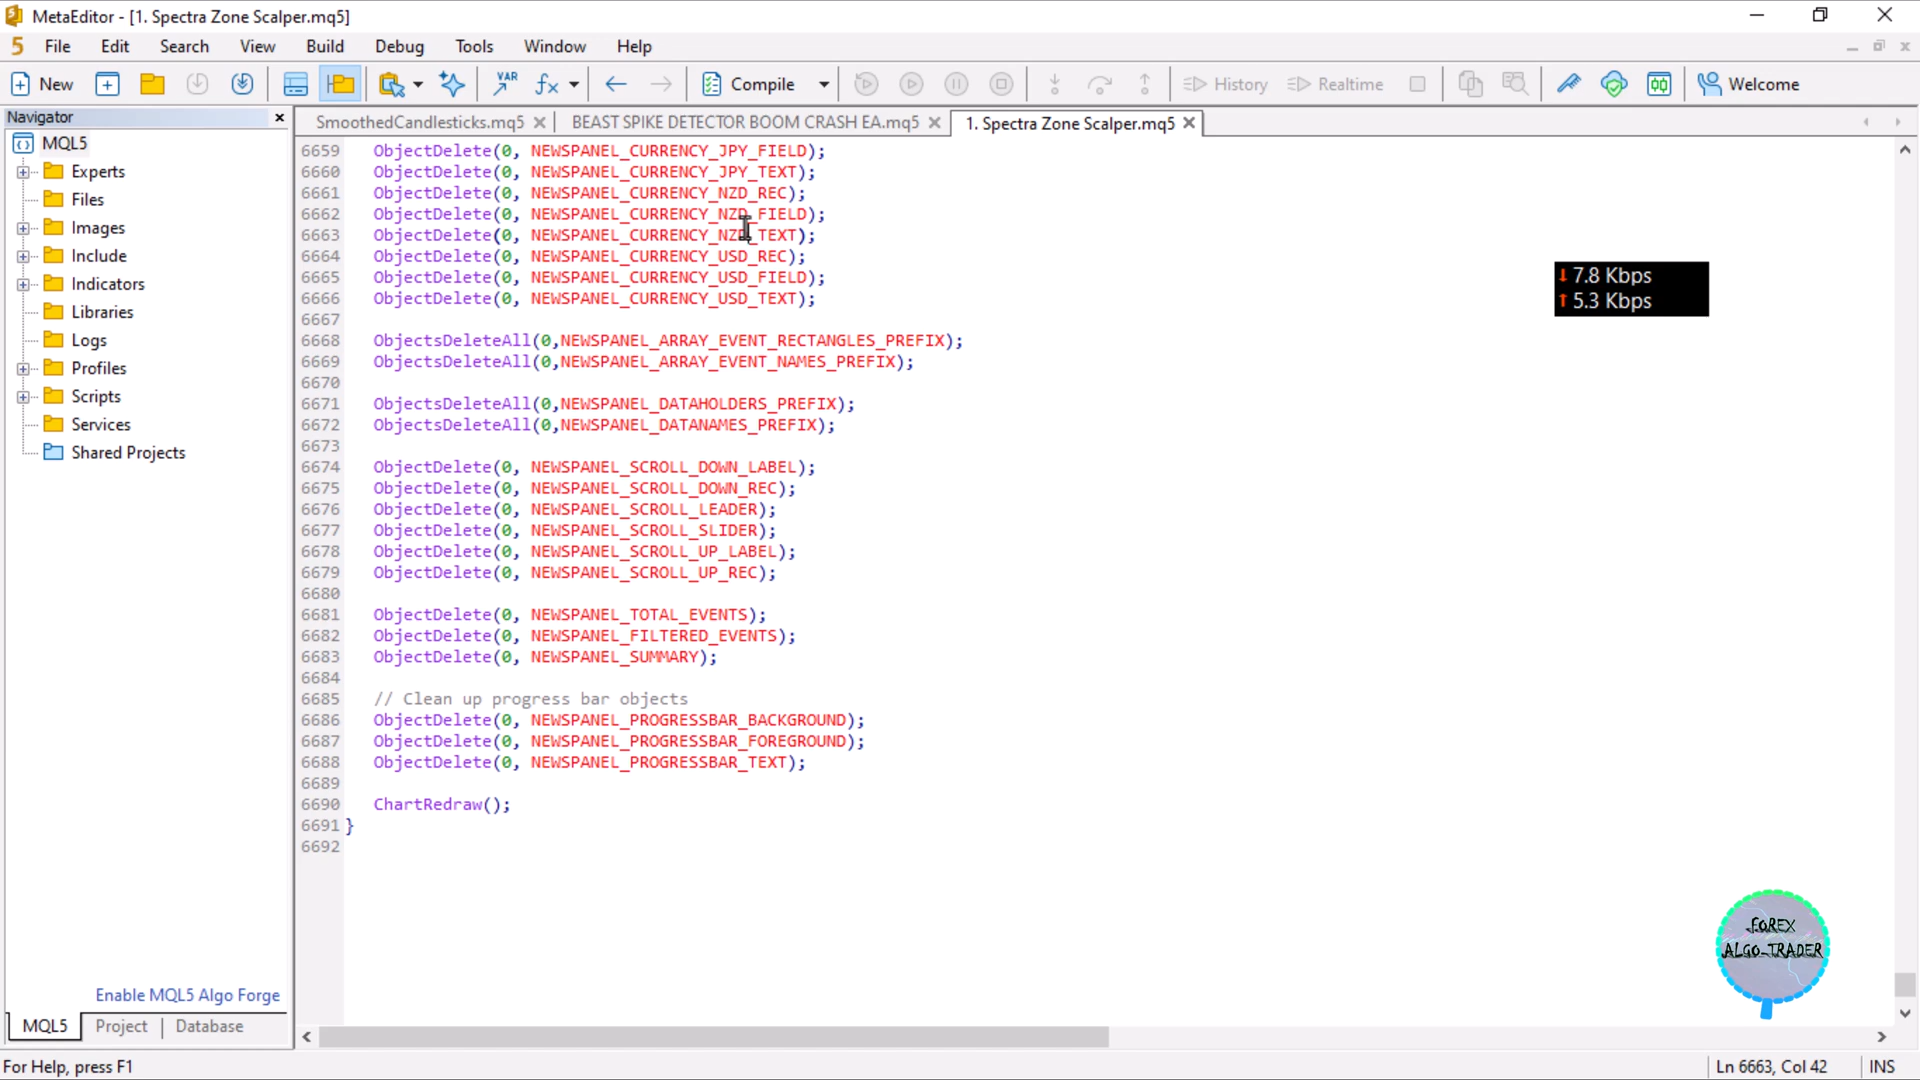 MetaEditor - [1. Spectra Zone Scalper.mq5]
5 File Edit Search View Build Debug Tools Window Help
New VAR fx Compile History Realtime Welcome
Navigator
MQL5
Experts
Files
Images
Include
Indicators
Libraries
Logs
Profiles
Scripts
Services
Shared Projects
Enable MQL5 Algo Forge
MQL5 Project Database
SmoothedCandlesticks.mq5 BEAST SPIKE DETECTOR BOOM CRASH EA.mq5 1. Spectra Zone Scalper.mq5
6659 ObjectDelete(0, NEWSPANEL_CURRENCY_JPY_FIELD);
6660 ObjectDelete(0, NEWSPANEL_CURRENCY_JPY_TEXT);
6661 ObjectDelete(0, NEWSPANEL_CURRENCY_NZD_REC);
6662 ObjectDelete(0, NEWSPANEL_CURRENCY_NZD_FIELD);
6663 ObjectDelete(0, NEWSPANEL_CURRENCY_NZD_TEXT);
6664 ObjectDelete(0, NEWSPANEL_CURRENCY_USD_REC);
6665 ObjectDelete(0, NEWSPANEL_CURRENCY_USD_FIELD);
6666 ObjectDelete(0, NEWSPANEL_CURRENCY_USD_TEXT);
6667
6668 ObjectsDeleteAll(0,NEWSPANEL_ARRAY_EVENT_RECTANGLES_PREFIX);
6669 ObjectsDeleteAll(0,NEWSPANEL_ARRAY_EVENT_NAMES_PREFIX);
6670
6671 ObjectsDeleteAll(0,NEWSPANEL_DATAHOLDERS_PREFIX);
6672 ObjectsDeleteAll(0,NEWSPANEL_DATANAMES_PREFIX);
6673
6674 ObjectDelete(0, NEWSPANEL_SCROLL_DOWN_LABEL);
6675 ObjectDelete(0, NEWSPANEL_SCROLL_DOWN_REC);
6676 ObjectDelete(0, NEWSPANEL_SCROLL_LEADER);
6677 ObjectDelete(0, NEWSPANEL_SCROLL_SLIDER);
6678 ObjectDelete(0, NEWSPANEL_SCROLL_UP_LABEL);
6679 ObjectDelete(0, NEWSPANEL_SCROLL_UP_REC);
6680
6681 ObjectDelete(0, NEWSPANEL_TOTAL_EVENTS);
6682 ObjectDelete(0, NEWSPANEL_FILTERED_EVENTS);
6683 ObjectDelete(0, NEWSPANEL_SUMMARY);
6684
6685 // Clean up progress bar objects
6686 ObjectDelete(0, NEWSPANEL_PROGRESSBAR_BACKGROUND);
6687 ObjectDelete(0, NEWSPANEL_PROGRESSBAR_FOREGROUND);
6688 ObjectDelete(0, NEWSPANEL_PROGRESSBAR_TEXT);
6689
6690 ChartRedraw();
6691 }
6692
7.8 Kbps
5.3 Kbps
FOREX
ALGO-TRADER
For Help, press F1
Ln 6663, Col 42 INS